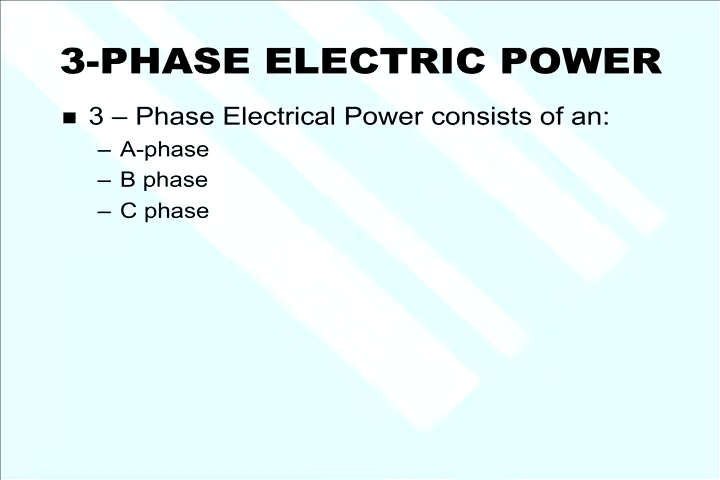 3-PHASE ELECTRIC POWER
■ 3 – Phase Electrical Power consists of an:
– A-phase
– B phase
– C phase